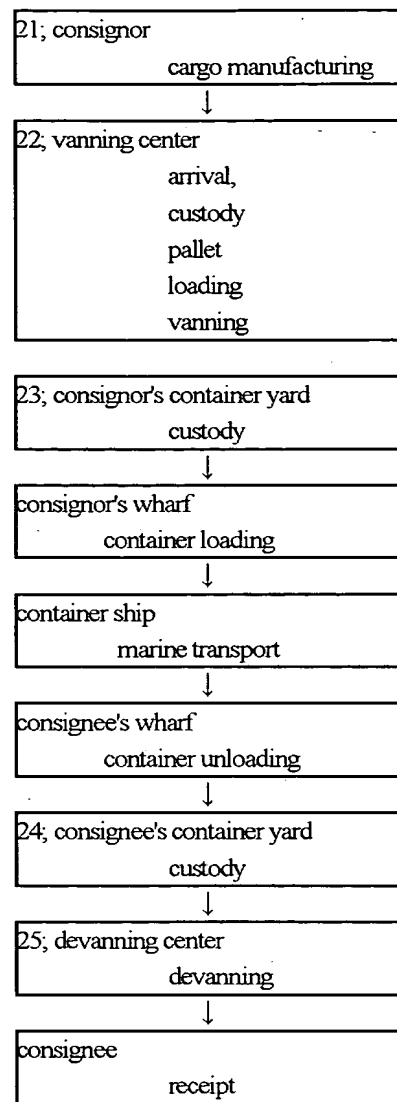 21; consignor
cargo manufacturing
↓
22; vanning center
arrival,
custody
pallet
loading
vanning
23; consignor's container yard
custody
↓
consignor's wharf
container loading
↓
container ship
marine transport
↓
consignee's wharf
container unloading
↓
24; consignee's container yard
custody
↓
25; devanning center
devanning
↓
consignee
receipt